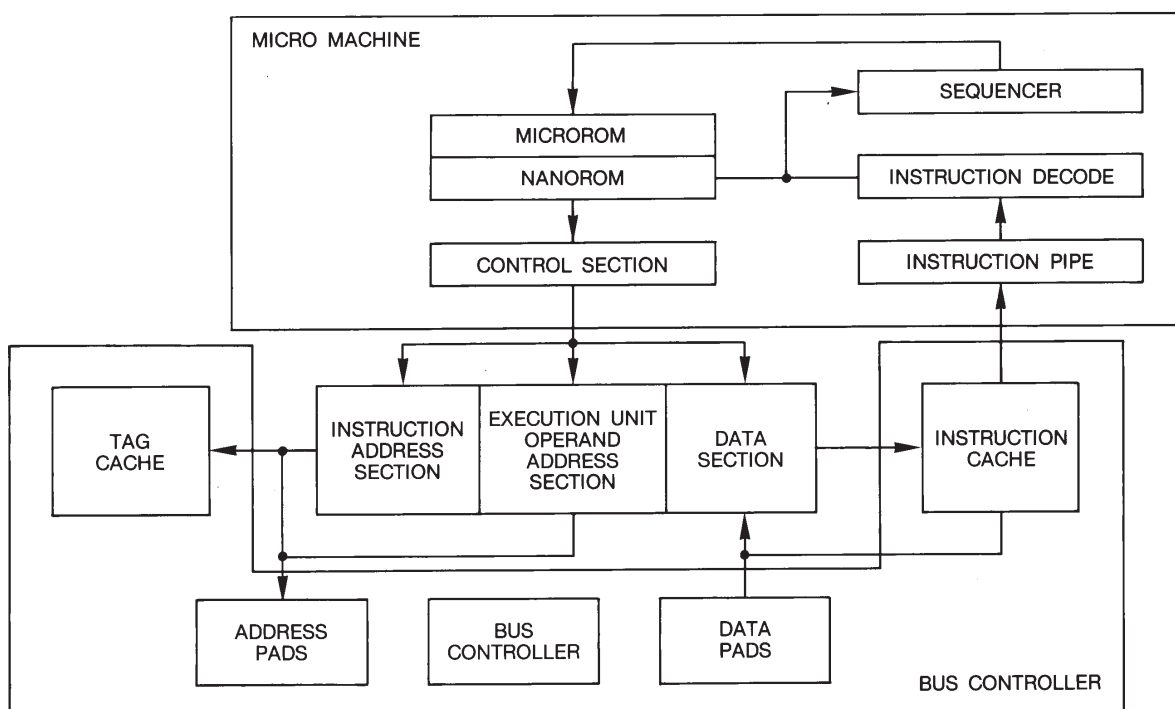 MICRO MACHINE
SEQUENCER
MICROROM
NANOROM
INSTRUCTION DECODE
CONTROL SECTION
INSTRUCTION PIPE
TAG
CACHE
INSTRUCTION
ADDRESS
SECTION
EXECUTION UNIT
OPERAND
ADDRESS
SECTION
DATA
SECTION
INSTRUCTION
CACHE
ADDRESS
PADS
BUS
CONTROLLER
DATA
PADS
BUS CONTROLLER